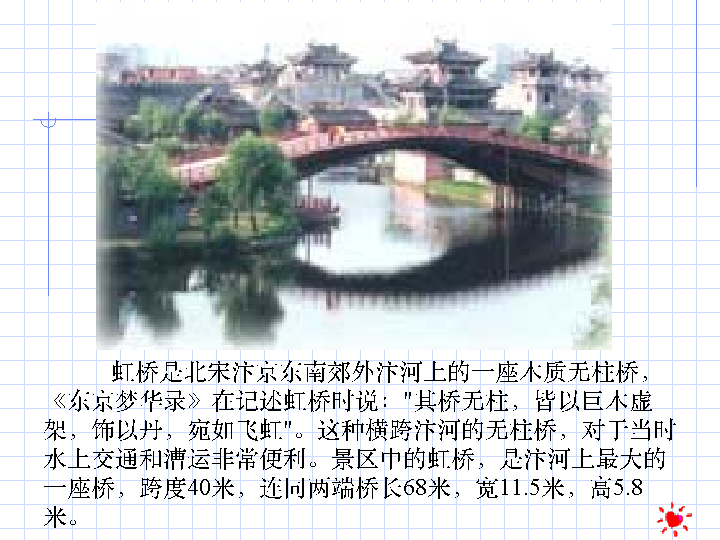 虹桥是北宋汴京东南郊外汴河上的一座木质无柱桥，
《东京梦华录》在记述虹桥时说："其桥无柱，皆以巨木虚
架，饰以丹，宛如飞虹"。这种横跨汴河的无柱桥，对于当时
水上交通和漕运非常便利。景区中的虹桥，是汴河上最大的
一座桥，跨度40米，连同两端桥长68米，宽11.5米，高5.8
米。